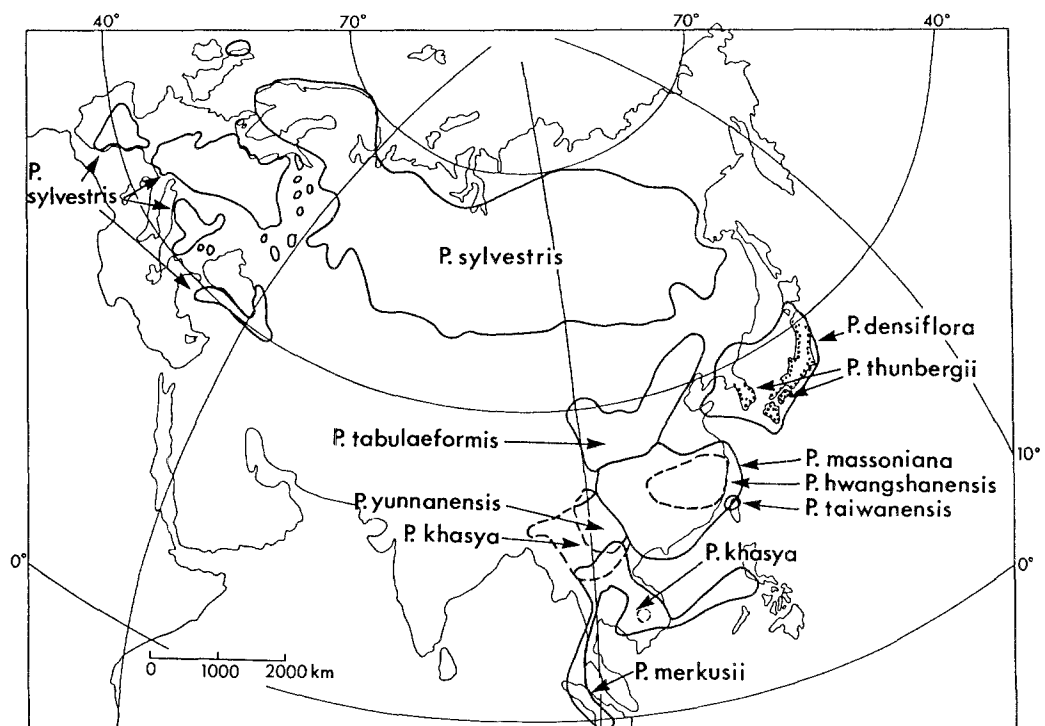 40° 70° 70° 40°
P. sylvestris
P. sylvestris
P. densiflora
P. thunbergii
P. tabulaeformis
P. massoniana
10°
P. hwangshanensis
P. yunnanensis
P. taiwanensis
P. khasya
P. khasya
0°
0°
0 1000 2000 km
P. merkusii